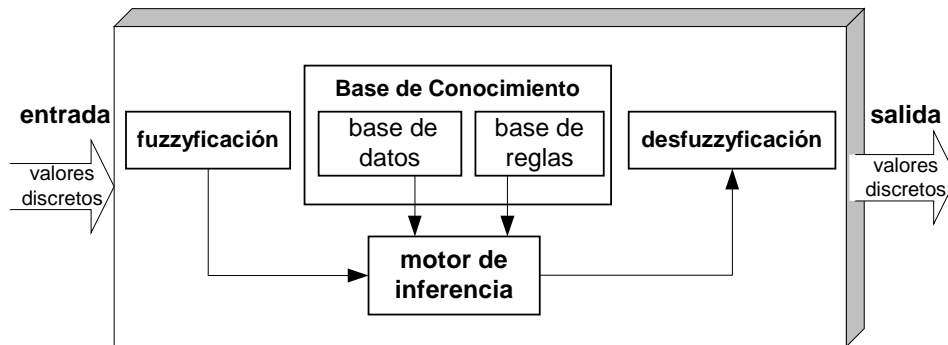 entrada
valores
discretos
fuzzyficación
Base de Conocimiento
base de
datos
base de
reglas
motor de
inferencia
desfuzzyficación
salida
valores
discretos